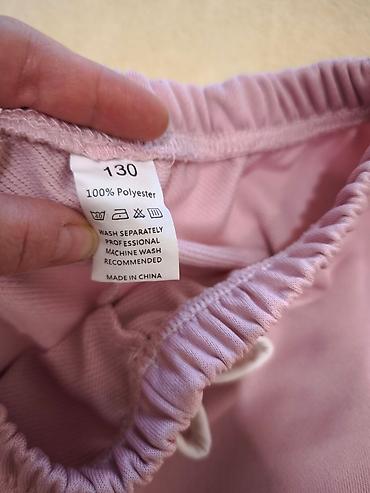 130
100% Polyester
WASH SEPARATELY
PROFESSIONAL
MACHINE WASH
RECOMMENDED
MADE IN CHINA